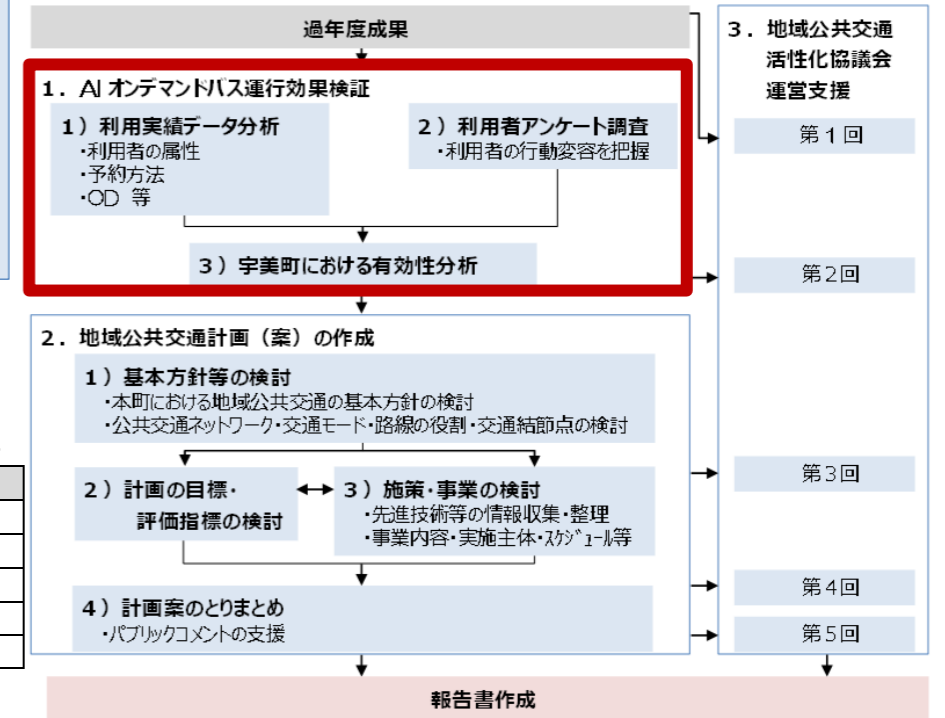 過年度成果
1．AIオンデマンドバス運行効果検証
1）利用実績データ分析
・利用者の属性
・予約方法
・OD 等
2）利用者アンケート調査
・利用者の行動変容を把握
3）宇美町における有効性分析
2．地域公共交通計画（案）の作成
1）基本方針等の検討
・本町における地域公共交通の基本方針の検討
・公共交通ネットワーク・交通モード・路線の役割・交通結節点の検討
2）計画の目標・
評価指標の検討
3）施策・事業の検討
・先進技術等の情報収集・整理
・事業内容・実施主体・ｽｹｼﾞｭｰﾙ等
4）計画案のとりまとめ
・パブリックコメントの支援
3．地域公共交通
活性化協議会
運営支援
第1回
第2回
第3回
第4回
第5回
報告書作成